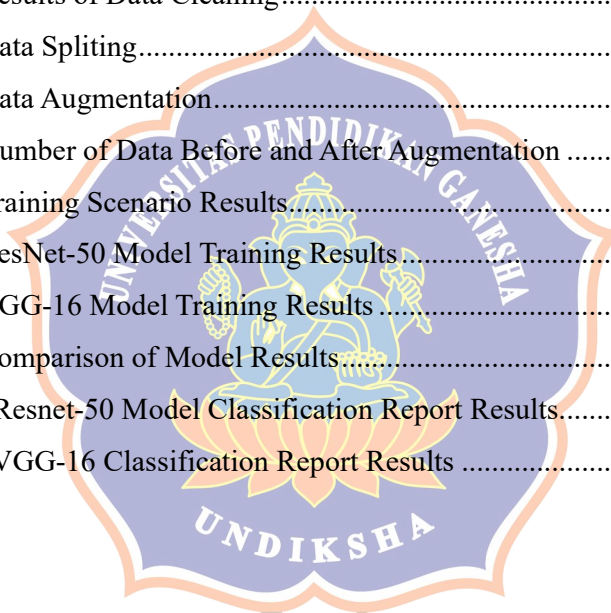 esults of Data Cleaning...............................
ata Spliting.................................................
ata Augmentation......................................
umber of Data Before and After Augmentation ......
raining Scenario Results............................
esNet-50 Model Training Results..................
GG-16 Model Training Results .....................
omparison of Model Results.......................
Resnet-50 Model Classification Report Results.......
VGG-16 Classification Report Results ...................
UNIVERSITAS PENDIDIKAN GANESHA
UNDIKSHA